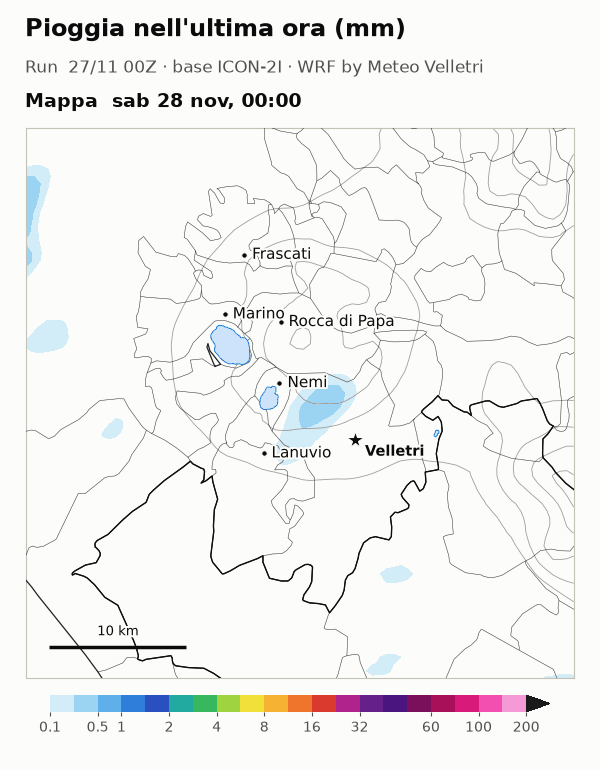 Pioggia nell'ultima ora (mm)
Run  27/11 00Z · base ICON-2I · WRF by Meteo Velletri
Mappa  sab 28 nov, 00:00
Frascati
Marino
Rocca di Papa
Nemi
Velletri
Lanuvio
10 km
0.1 0.5 1 2 4 8 16 32 60 100 200